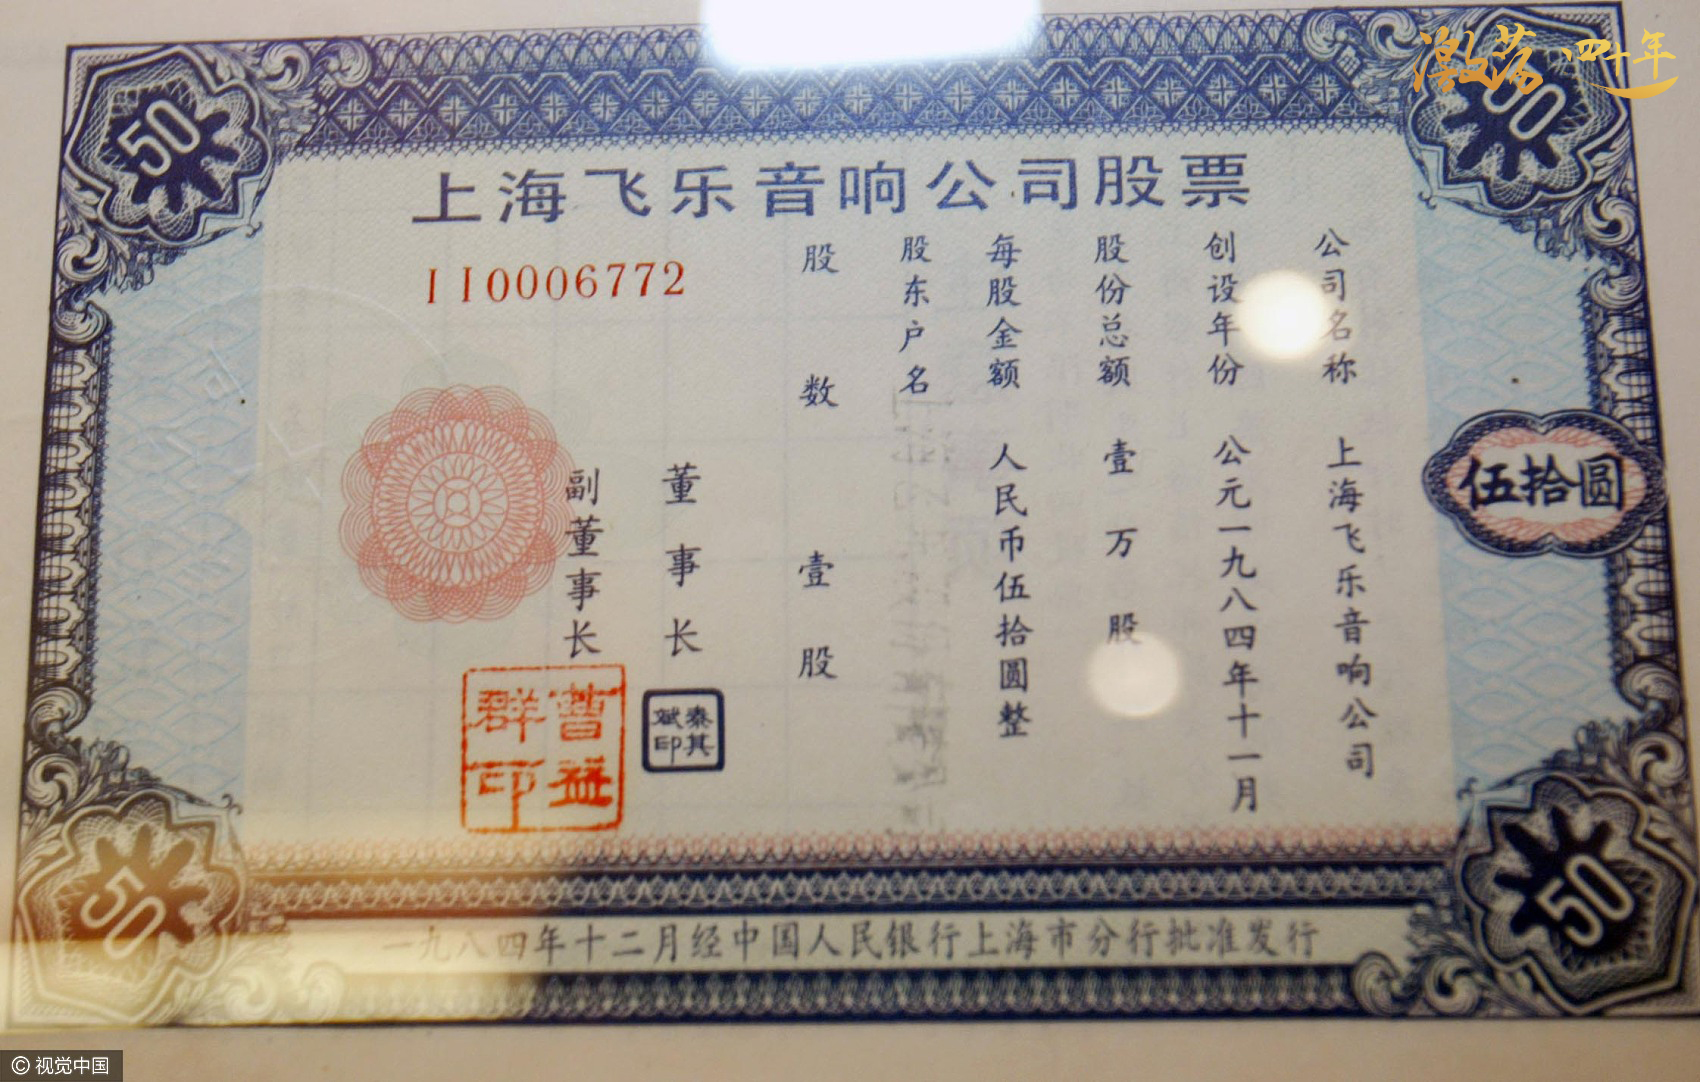 激荡四十年
50
上海飞乐音响公司股票
II0006772
公司名称 上海飞乐音响公司
创设年份 公元一九八四年十一月
股份总额 壹万股
每股金额 人民币伍拾圆整
股东户名
股数 壹股
董事长
秦其斌印
副董事长
曹益群印
伍拾圆
50
50
一九八四年十二月经中国人民银行上海市分行批准发行
© 视觉中国